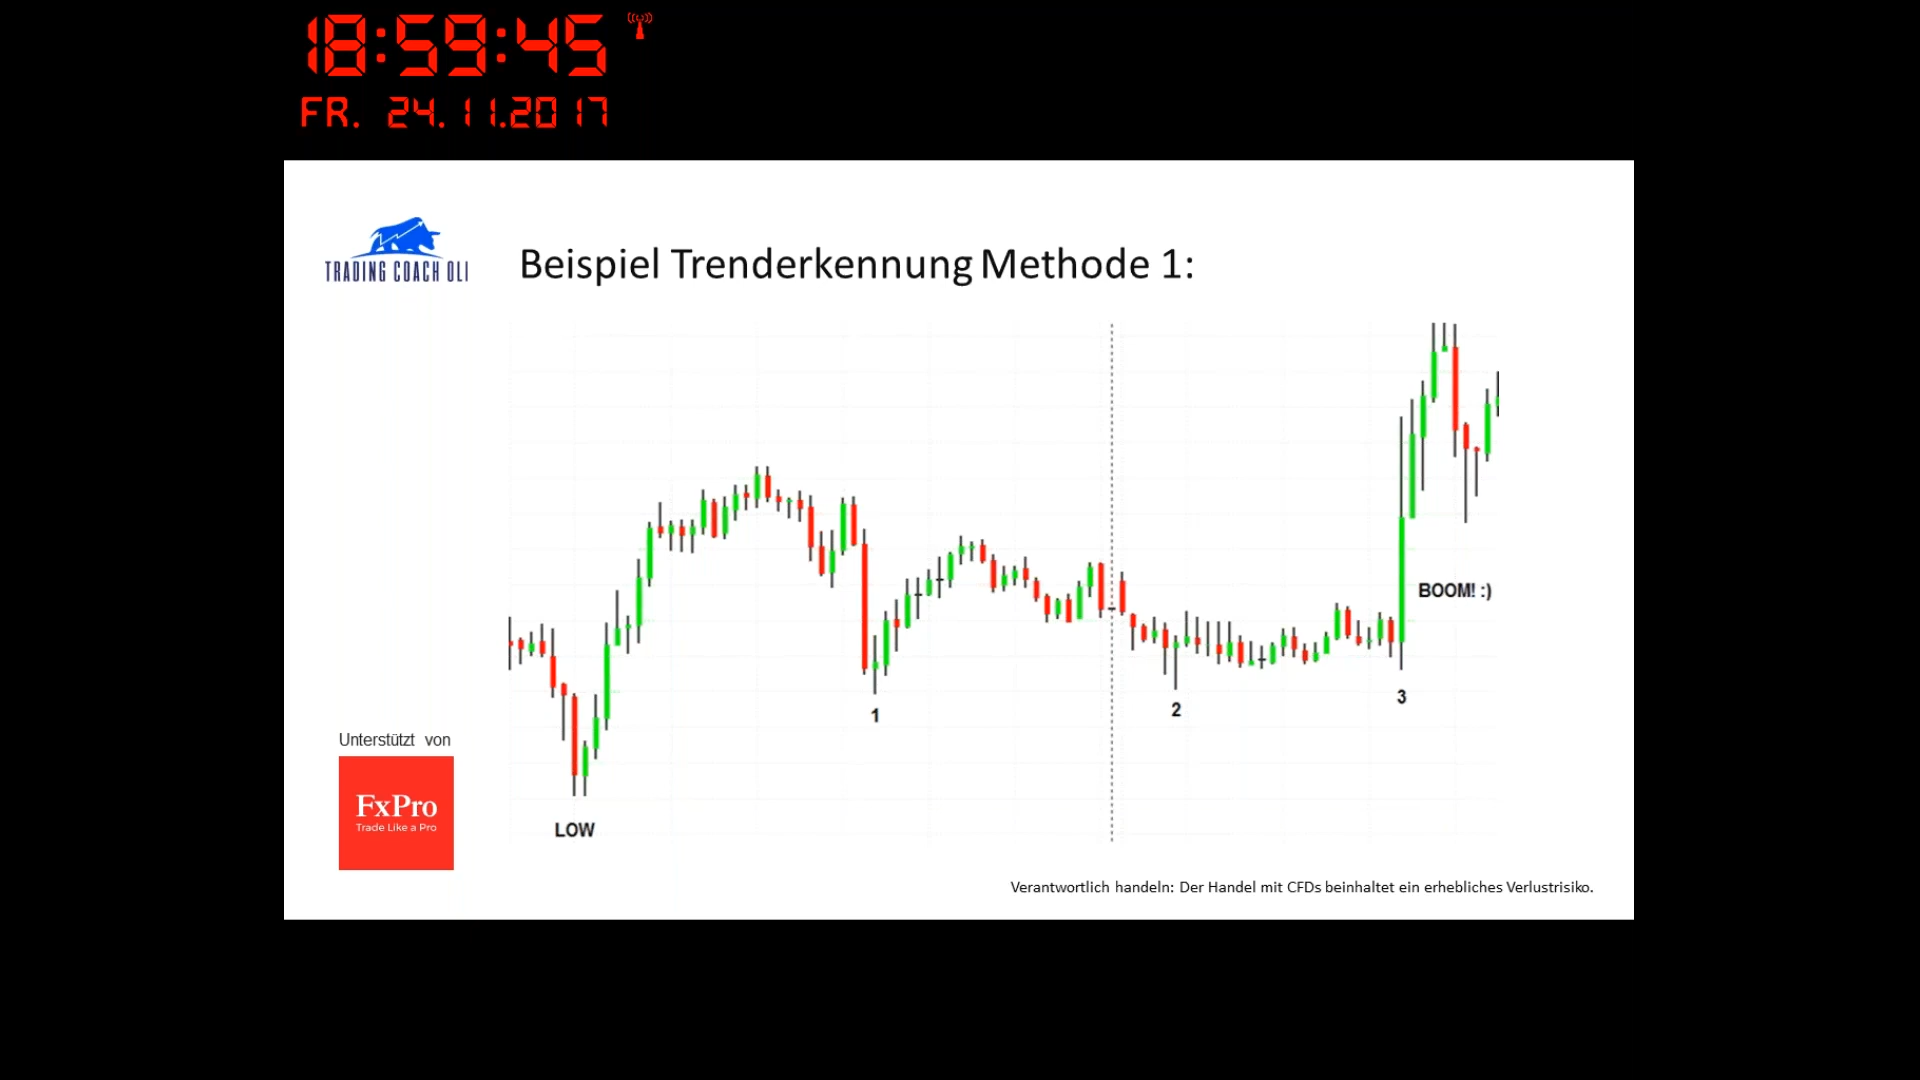 18:59:45
FR. 24.11.2017
TRADING COACH OLI
Beispiel Trenderkennung Methode 1:
BOOM! :)
1
2
3
LOW
Unterstützt von
FxPro
Trade Like a Pro
Verantwortlich handeln: Der Handel mit CFDs beinhaltet ein erhebliches Verlustrisiko.